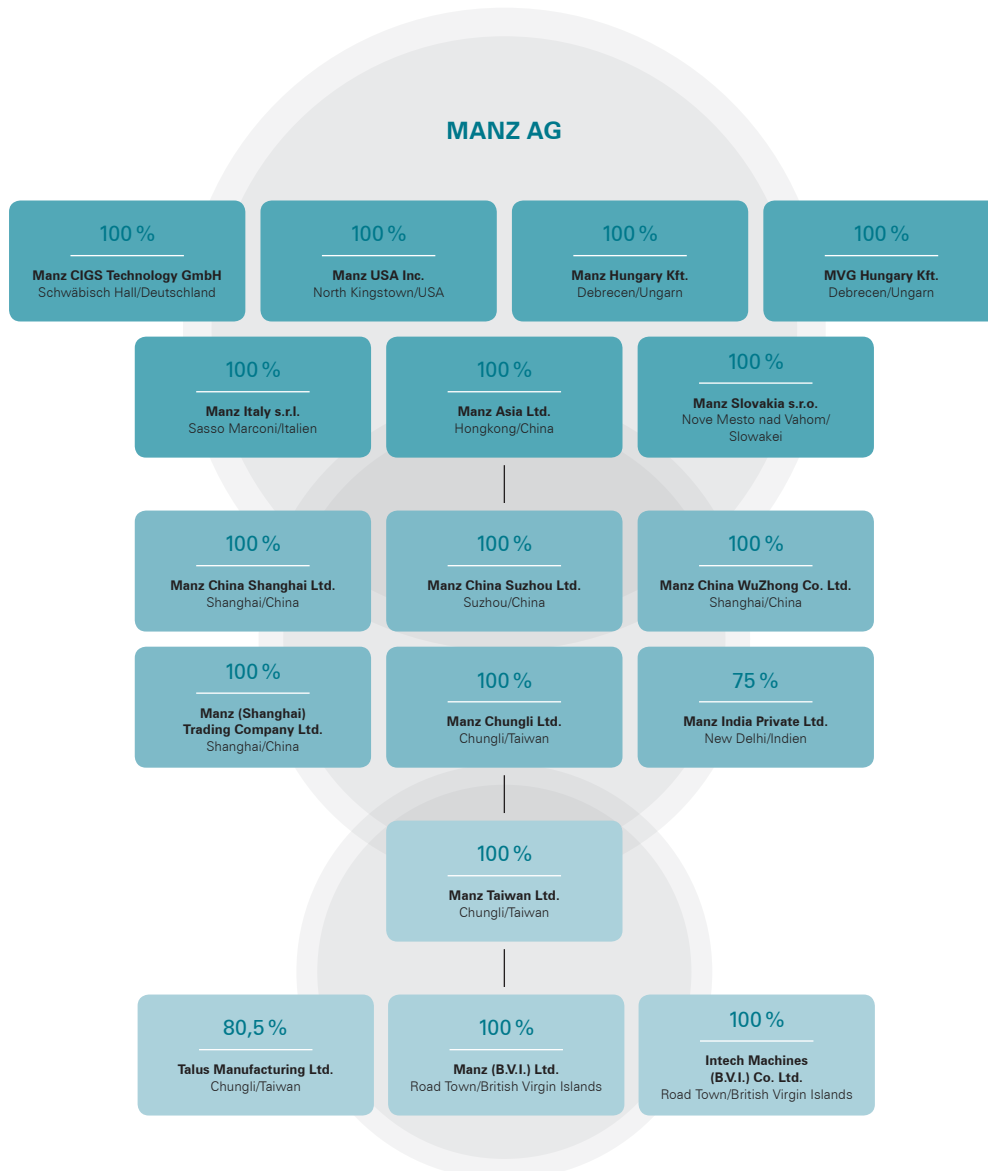 MANZ AG
100 %
Manz CIGS Technology GmbH
Schwäbisch Hall/Deutschland
100 %
Manz USA Inc.
North Kingstown/USA
100 %
Manz Hungary Kft.
Debrecen/Ungarn
100 %
MVG Hungary Kft.
Debrecen/Ungarn
100 %
Manz Italy s.r.l.
Sasso Marconi/Italien
100 %
Manz Asia Ltd.
Hongkong/China
100 %
Manz Slovakia s.r.o.
Nove Mesto nad Vahom/
Slowakei
100 %
Manz China Shanghai Ltd.
Shanghai/China
100 %
Manz China Suzhou Ltd.
Suzhou/China
100 %
Manz China WuZhong Co. Ltd.
Shanghai/China
100 %
Manz (Shanghai)
Trading Company Ltd.
Shanghai/China
100 %
Manz Chungli Ltd.
Chungli/Taiwan
75 %
Manz India Private Ltd.
New Delhi/Indien
100 %
Manz Taiwan Ltd.
Chungli/Taiwan
80,5 %
Talus Manufacturing Ltd.
Chungli/Taiwan
100 %
Manz (B.V.I.) Ltd.
Road Town/British Virgin Islands
100 %
Intech Machines
(B.V.I.) Co. Ltd.
Road Town/British Virgin Islands